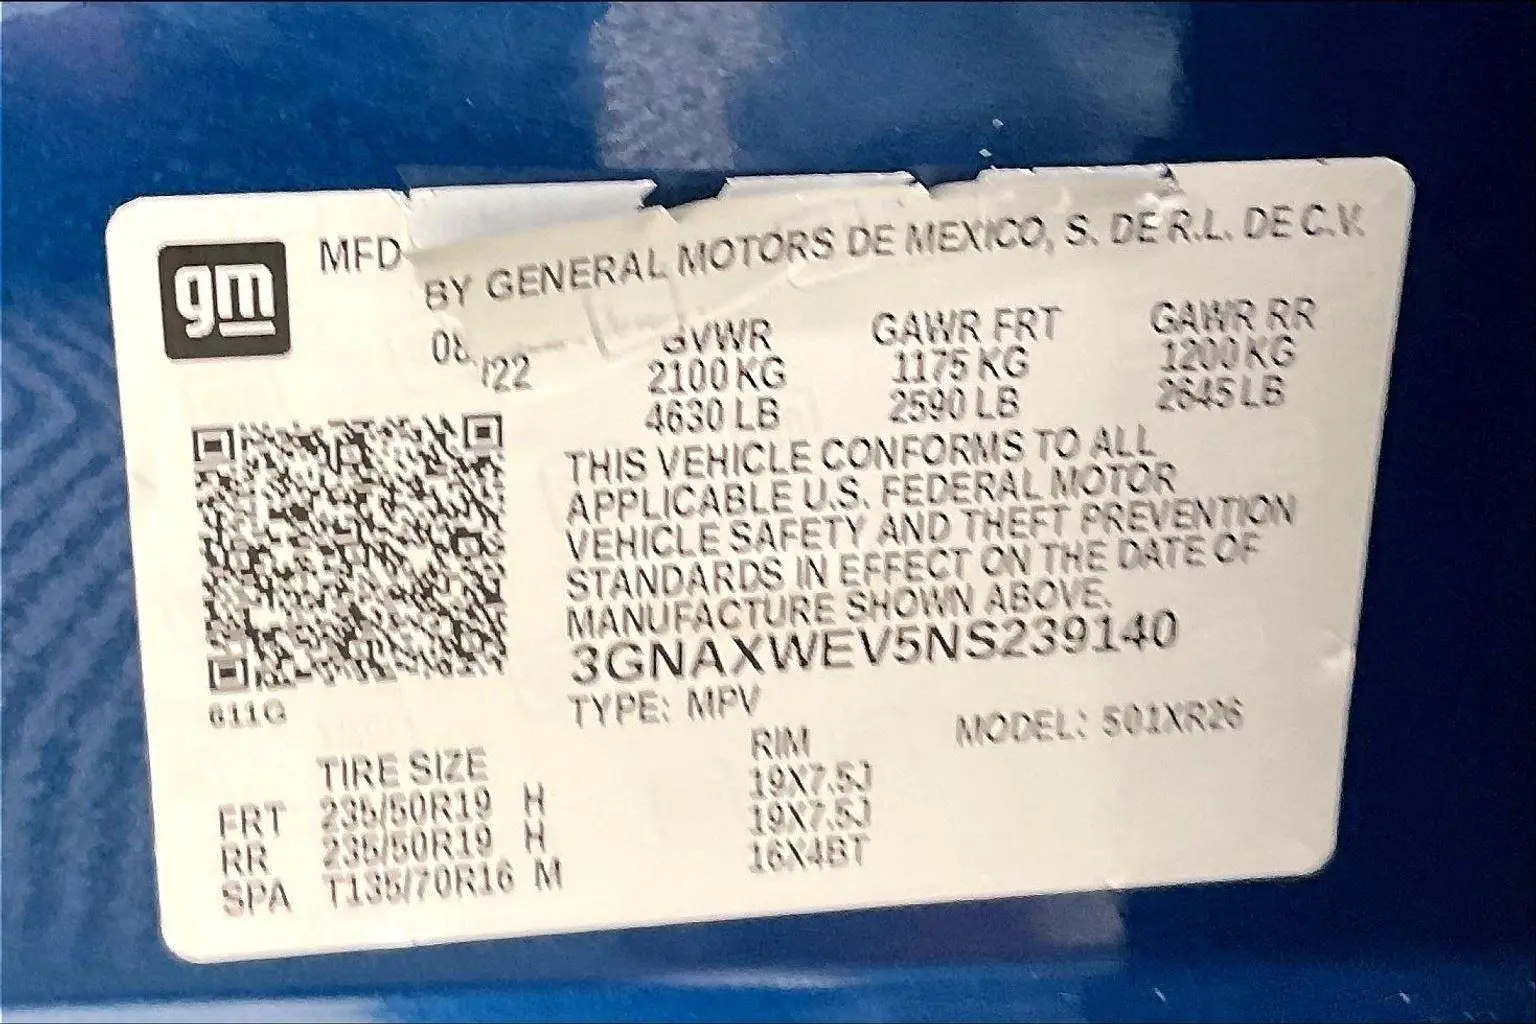 gm
MFD BY GENERAL MOTORS DE MEXICO, S. DE R.L. DE C.V.
08/22 GVWR GAWR FRT GAWR RR
2100 KG 1175 KG 1200 KG
4630 LB 2590 LB 2645 LB
THIS VEHICLE CONFORMS TO ALL
APPLICABLE U.S. FEDERAL MOTOR
VEHICLE SAFETY AND THEFT PREVENTION
STANDARDS IN EFFECT ON THE DATE OF
MANUFACTURE SHOWN ABOVE.
3GNAXWEV5NS239140
611G
TYPE: MPV MODEL: 501XR26
TIRE SIZE RIM
FRT 235/50R19 H 19X7.5J
RR 235/50R19 H 19X7.5J
SPA T135/70R16 M 16X4BT